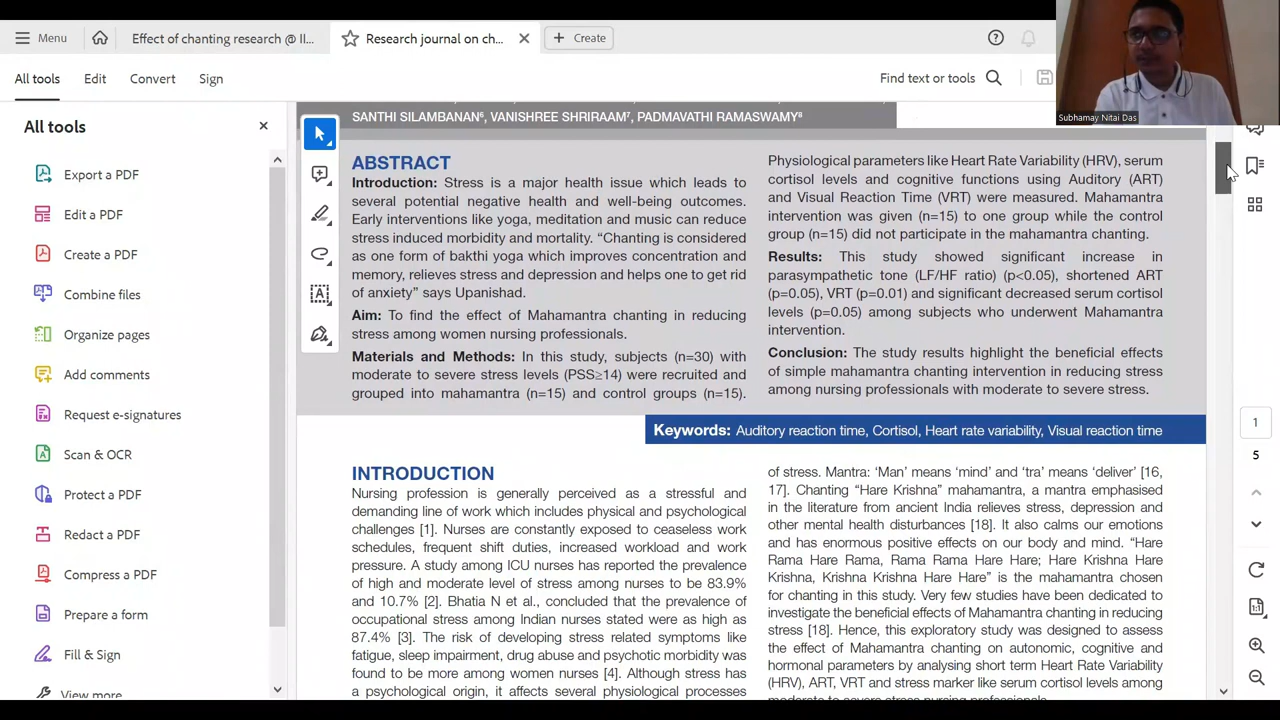 Menu
Effect of chanting research @ II...
Research journal on ch...
Create
All tools
Edit
Convert
Sign
Find text or tools
Subhamay Nitai Das
All tools
Export a PDF
Edit a PDF
Create a PDF
Combine files
Organize pages
Add comments
Request e-signatures
Scan & OCR
Protect a PDF
Redact a PDF
Compress a PDF
Prepare a form
Fill & Sign
View more
SANTHI SILAMBANAN⁶, VANISHREE SHRIRAAM⁷, PADMAVATHI RAMASWAMY⁸
ABSTRACT
Introduction: Stress is a major health issue which leads to
several potential negative health and well-being outcomes.
Early interventions like yoga, meditation and music can reduce
stress induced morbidity and mortality. “Chanting is considered
as one form of bakthi yoga which improves concentration and
memory, relieves stress and depression and helps one to get rid
of anxiety” says Upanishad.
Aim: To find the effect of Mahamantra chanting in reducing
stress among women nursing professionals.
Materials and Methods: In this study, subjects (n=30) with
moderate to severe stress levels (PSS≥14) were recruited and
grouped into mahamantra (n=15) and control groups (n=15).
Physiological parameters like Heart Rate Variability (HRV), serum
cortisol levels and cognitive functions using Auditory (ART)
and Visual Reaction Time (VRT) were measured. Mahamantra
intervention was given (n=15) to one group while the control
group (n=15) did not participate in the mahamantra chanting.
Results: This study showed significant increase in
parasympathetic tone (LF/HF ratio) (p<0.05), shortened ART
(p=0.05), VRT (p=0.01) and significant decreased serum cortisol
levels (p=0.05) among subjects who underwent Mahamantra
intervention.
Conclusion: The study results highlight the beneficial effects
of simple mahamantra chanting intervention in reducing stress
among nursing professionals with moderate to severe stress.
Keywords: Auditory reaction time, Cortisol, Heart rate variability, Visual reaction time
INTRODUCTION
Nursing profession is generally perceived as a stressful and
demanding line of work which includes physical and psychological
challenges [1]. Nurses are constantly exposed to ceaseless work
schedules, frequent shift duties, increased workload and work
pressure. A study among ICU nurses has reported the prevalence
of high and moderate level of stress among nurses to be 83.9%
and 10.7% [2]. Bhatia N et al., concluded that the prevalence of
occupational stress among Indian nurses stated were as high as
87.4% [3]. The risk of developing stress related symptoms like
fatigue, sleep impairment, drug abuse and psychotic morbidity was
found to be more among women nurses [4]. Although stress has
a psychological origin, it affects several physiological processes
of stress. Mantra: ‘Man’ means ‘mind’ and ‘tra’ means ‘deliver’ [16,
17]. Chanting “Hare Krishna” mahamantra, a mantra emphasised
in the literature from ancient India relieves stress, depression and
other mental health disturbances [18]. It also calms our emotions
and has enormous positive effects on our body and mind. “Hare
Rama Hare Rama, Rama Rama Hare Hare; Hare Krishna Hare
Krishna, Krishna Krishna Hare Hare” is the mahamantra chosen
for chanting in this study. Very few studies have been dedicated to
investigate the beneficial effects of Mahamantra chanting in reducing
stress [18]. Hence, this exploratory study was designed to assess
the effect of Mahamantra chanting on autonomic, cognitive and
hormonal parameters by analysing short term Heart Rate Variability
(HRV), ART, VRT and stress marker like serum cortisol levels among
moderate to severe stress nursing professionals.
1
5